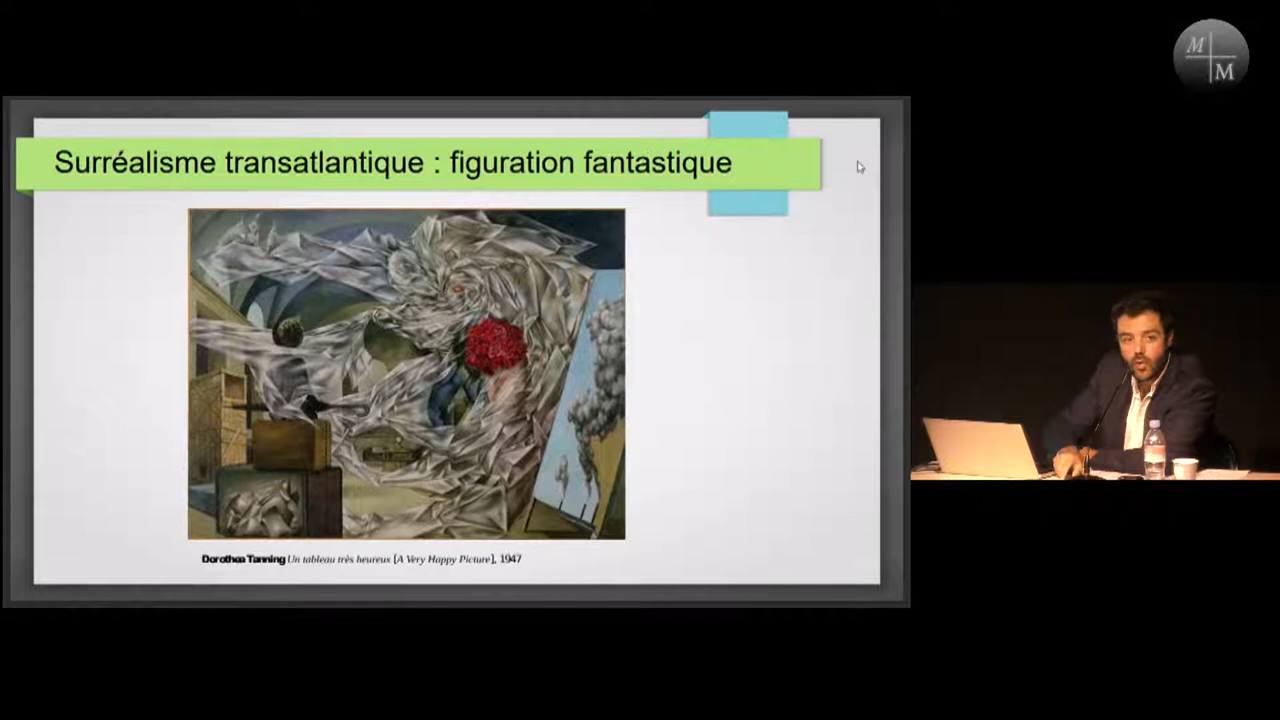 M
M
Surréalisme transatlantique : figuration fantastique
Dorothea Tanning Un tableau très heureux [A Very Happy Picture], 1947